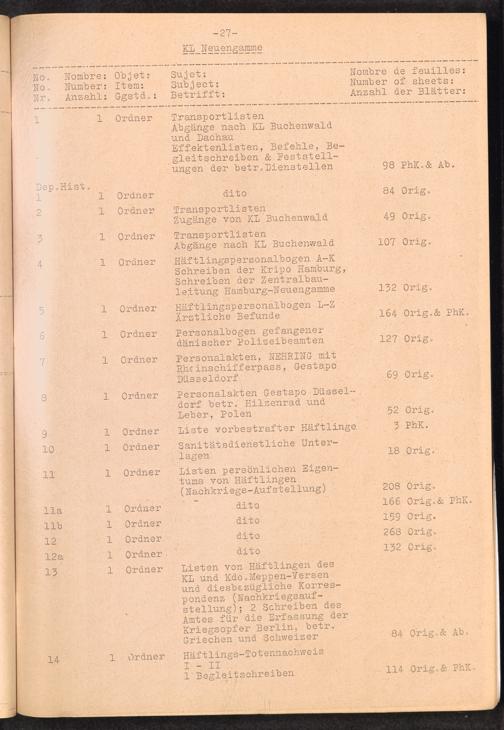 -27-
KL Neuengamme
No. Nombre: Objet: Sujet: Nombre de feuilles:
No. Number: Item: Subject: Number of sheets:
Nr. Anzahl: Ggstd.: Betrifft: Anzahl der Blätter:
1 1 Ordner Transportlisten
Abgänge nach KL Buchenwald
und Dachau
Effektenlisten, Befehle, Be-
gleitschreiben & Feststell-
ungen der betr.Dienstellen 98 PhK.& Ab.
Dep.Hist.
1 1 Ordner dito 84 Orig.
2 1 Ordner Transportlisten
Zugänge von KL Buchenwald 49 Orig.
3 1 Ordner Transportlisten
Abgänge nach KL Buchenwald 107 Orig.
4 1 Ordner Häftlingspersonalbogen A-K
Schreiben der Kripo Hamburg,
Schreiben der Zentralbau-
leitung Hamburg-Neuengamme 132 Orig.
5 1 Ordner Häftlingspersonalbogen L-Z
Ärztliche Befunde 164 Orig.& PhK.
6 1 Ordner Personalbogen gefangener
dänischer Polizeibeamten 127 Orig.
7 1 Ordner Personalakten, NEHRING mit
Rheinschifferpass, Gestapo
Düsseldorf 69 Orig.
8 1 Ordner Personalakten Gestapo Düssel-
dorf betr. Hilzenrad und
Leber, Polen 52 Orig.
9 1 Ordner Liste vorbestrafter Häftlinge 3 PhK.
10 1 Ordner Sanitätsdienstliche Unter-
lagen 18 Orig.
11 1 Ordner Listen persönlichen Eigen-
tums von Häftlingen
(Nachkriegs-Aufstellung) 208 Orig.
11a 1 Ordner dito 166 Orig.& PhK.
11b 1 Ordner dito 159 Orig.
12 1 Ordner dito 268 Orig.
12a 1 Ordner dito 132 Orig.
13 1 Ordner Listen von Häftlingen des
KL und Kdo.Meppen-Versen
und diesbezügliche Korres-
pondenz (Nachkriegsauf-
stellung); 2 Schreiben des
Amtes für die Erfassung der
Kriegsopfer Berlin, betr.
Griechen und Schweizer 84 Orig.& Ab.
14 1 Ordner Häftlings-Totennachweis
I - II
1 Begleitschreiben 114 Orig.& PhK.